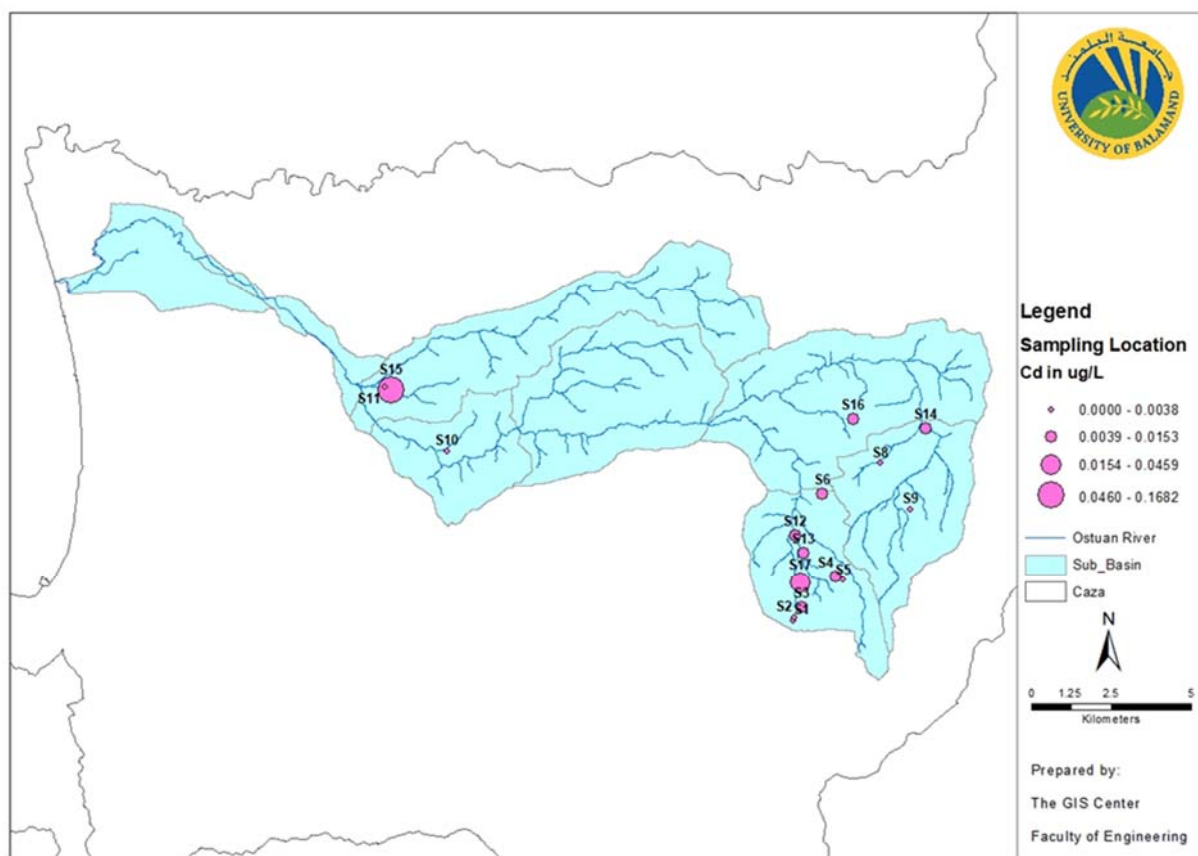 جامعة البلمند
UNIVERSITY OF BALAMAND
S15
S11
S10
S16
S14
S8
S6
S9
S12
S13
S17
S4
S5
S3
S2
S1
Legend
Sampling Location
Cd in ug/L
0.0000 - 0.0038
0.0039 - 0.0153
0.0154 - 0.0459
0.0460 - 0.1682
Ostuan River
Sub_Basin
Caza
N
0 1.25 2.5 5
Kilometers
Prepared by:
The GIS Center
Faculty of Engineering